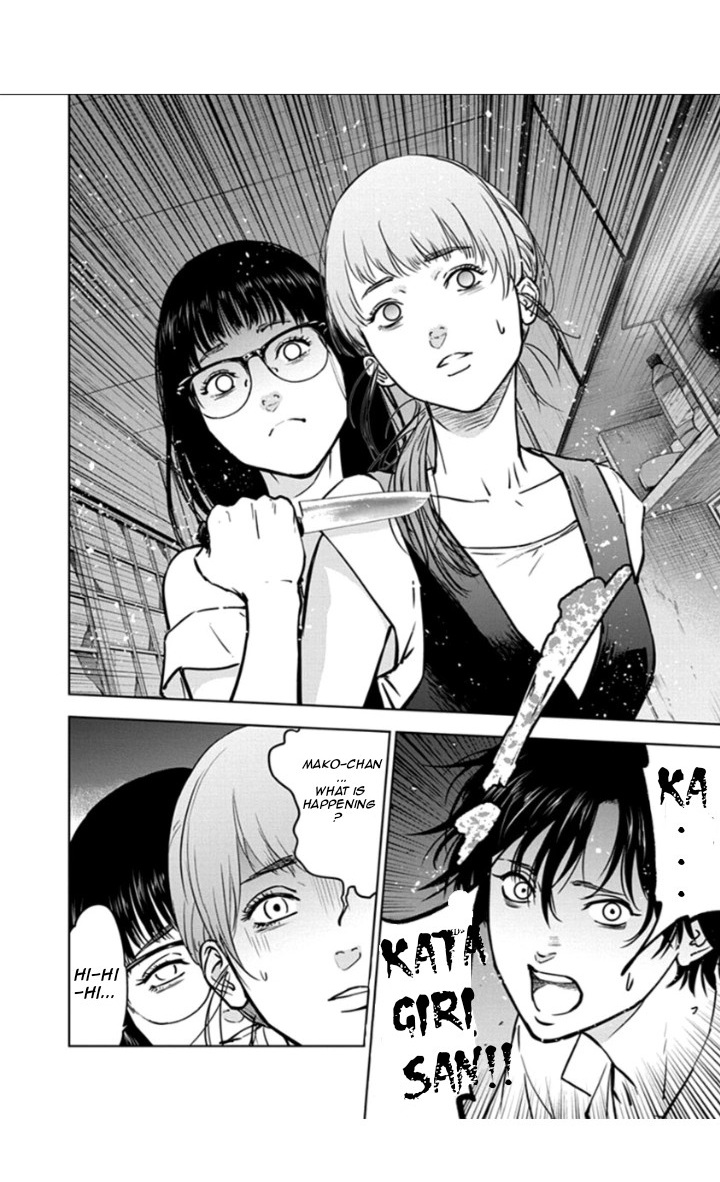 KA
...
KATA
GIRI
SAN!!
MAKO-CHAN
...
WHAT IS
HAPPENING
?
HI-HI
-HI...